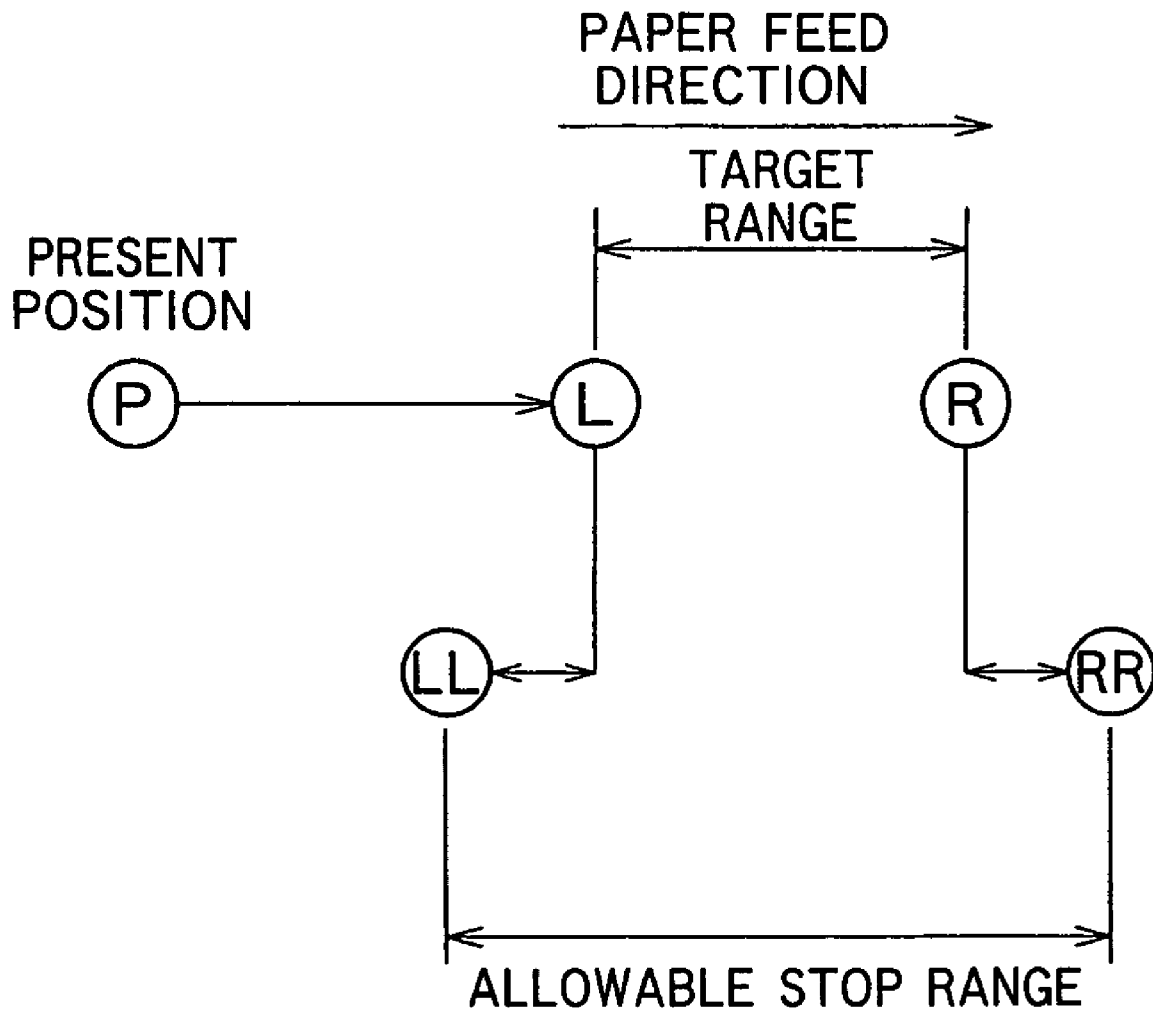 PAPER FEED
DIRECTION
TARGET
RANGE
PRESENT
POSITION
P
L
R
LL
RR
ALLOWABLE STOP RANGE